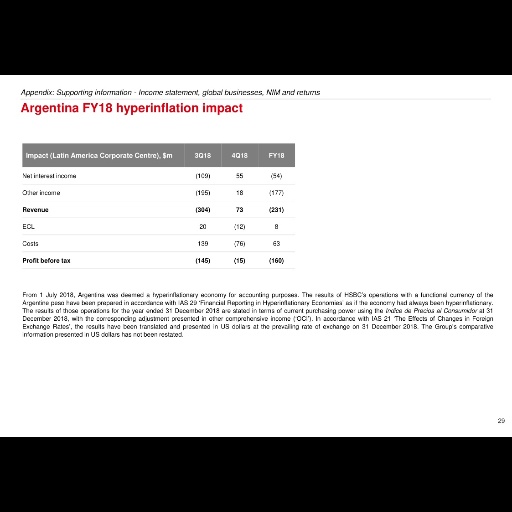 Appendix: Supporting information - Income statement, global businesses, NIM and returns
Argentina FY18 hyperinflation impact
Impact (Latin America Corporate Centre), $m 3Q18 4Q18 FY18
Net interest income (109) 55 (54)
Other income (195) 18 (177)
Revenue (304) 73 (231)
ECL 20 (12) 8
Costs 139 (76) 63
Profit before tax (145) (15) (160)
From 1 July 2018, Argentina was deemed a hyperinflationary economy for accounting purposes. The results of HSBC's operations with a functional currency of the
Argentine peso have been prepared in accordance with IAS 29 'Financial Reporting in Hyperinflationary Economies' as if the economy had always been hyperinflationary.
The results of those operations for the year ended 31 December 2018 are stated in terms of current purchasing power using the Indice de Precios al Consumidor at 31
December 2018, with the corresponding adjustment presented in other comprehensive income ('OCI'). In accordance with IAS 21 'The Effects of Changes in Foreign
Exchange Rates', the results have been translated and presented in US dollars at the prevailing rate of exchange on 31 December 2018. The Group's comparative
information presented in US dollars has not been restated.
29